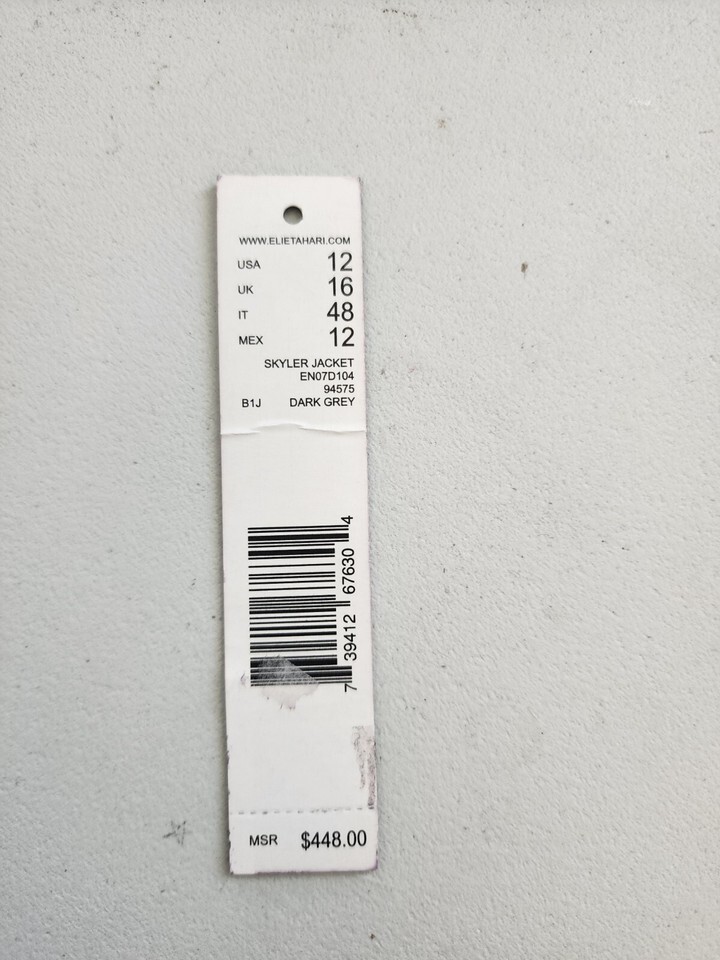 WWW.ELIETAHARI.COM
USA 12
UK 16
IT 48
MEX 12
SKYLER JACKET
EN07D104
94575
B1J DARK GREY
7 39412 67630 4
MSR $448.00